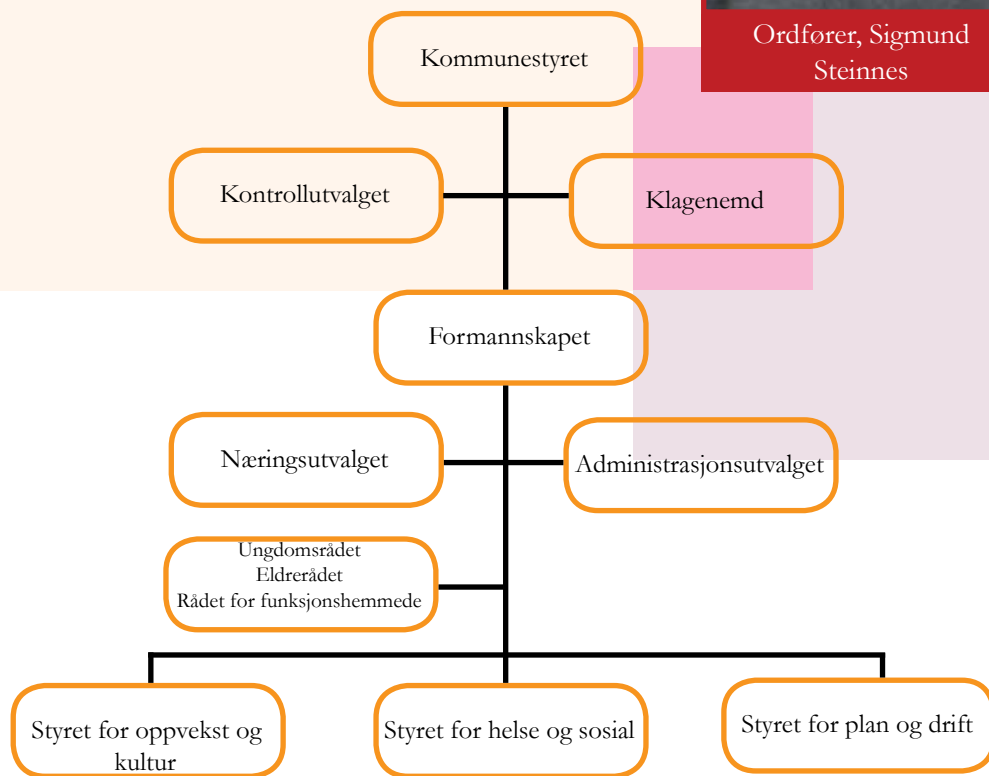 Ordfører, Sigmund
Steinnes
Kommunestyret
Kontrollutvalget
Klagenemd
Formannskapet
Næringsutvalget
Administrasjonsutvalget
Ungdomsrådet
Eldrerådet
Rådet for funksjonshemmede
Styret for oppvekst og
kultur
Styret for helse og sosial
Styret for plan og drift